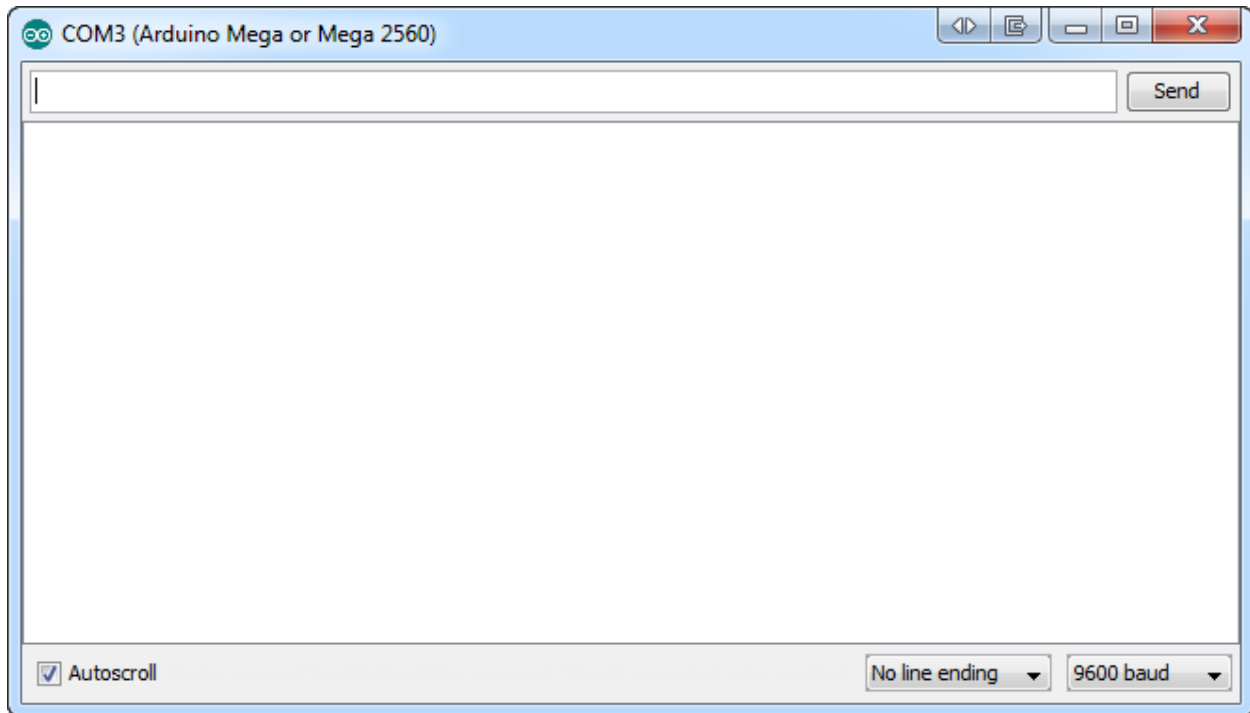 COM3 (Arduino Mega or Mega 2560)
Send
Autoscroll
No line ending
9600 baud